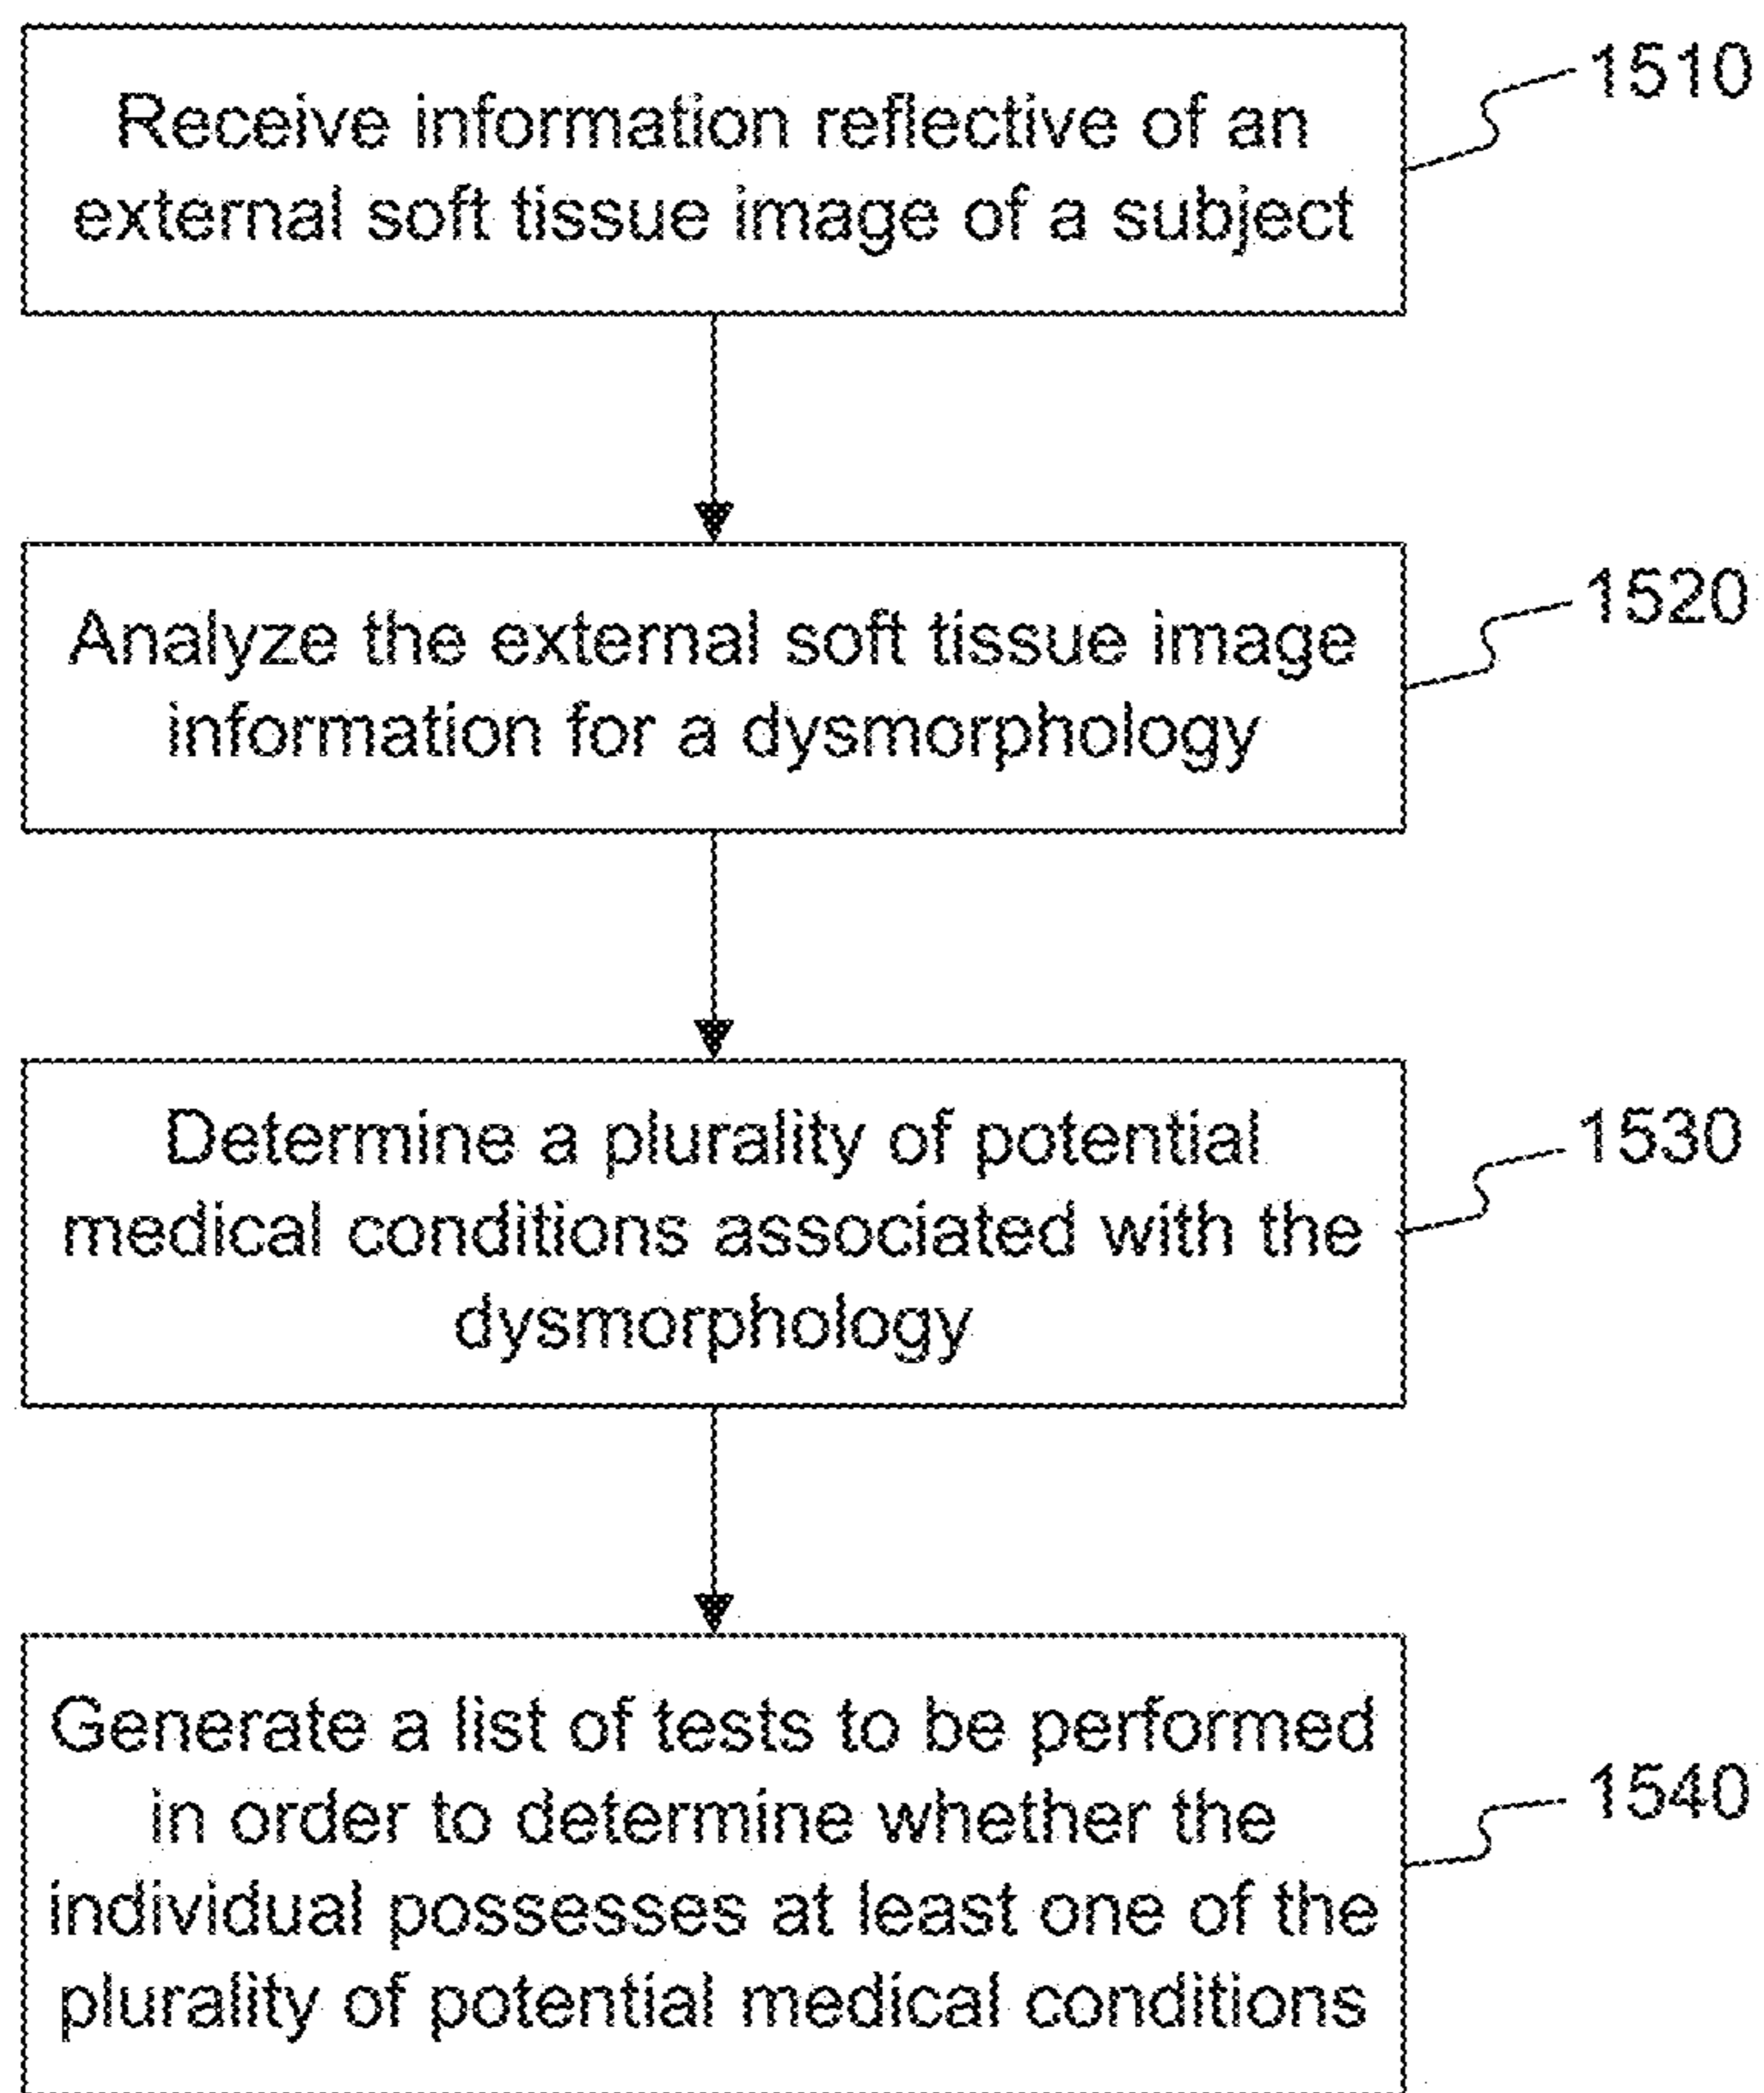 Receive information reflective of an
external soft tissue image of a subject
1510
Analyze the external soft tissue image
information for a dysmorphology
1520
Determine a plurality of potential
medical conditions associated with the
dysmorphology
1530
Generate a list of tests to be performed
in order to determine whether the
individual possesses at least one of the
plurality of potential medical conditions
1540